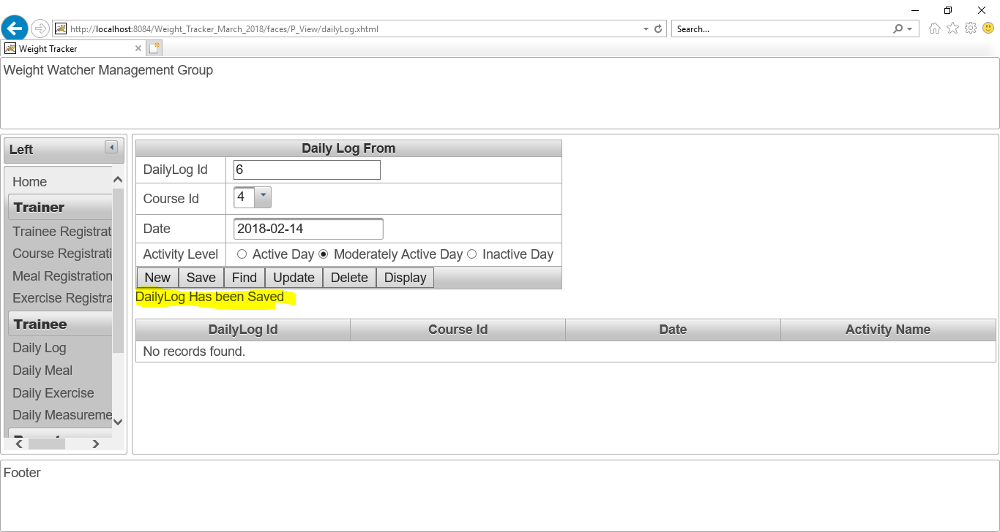 http://localhost:8084/Weight_Tracker_March_2018/faces/P_View/dailyLog.xhtml
Search...
Weight Tracker
Weight Watcher Management Group
Left
Home
Trainer
Trainee Registrat
Course Registrati
Meal Registration
Exercise Registra
Trainee
Daily Log
Daily Meal
Daily Exercise
Daily Measureme
Daily Log From
DailyLog Id 6
Course Id 4
Date 2018-02-14
Activity Level Active Day Moderately Active Day Inactive Day
New Save Find Update Delete Display
DailyLog Has been Saved
DailyLog Id Course Id Date Activity Name
No records found.
Footer